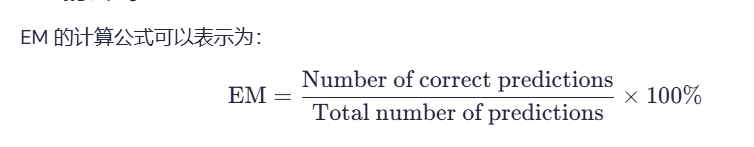 EM 的计算公式可以表示为：
EM = \frac{Number of correct predictions}{Total number of predictions} × 100%